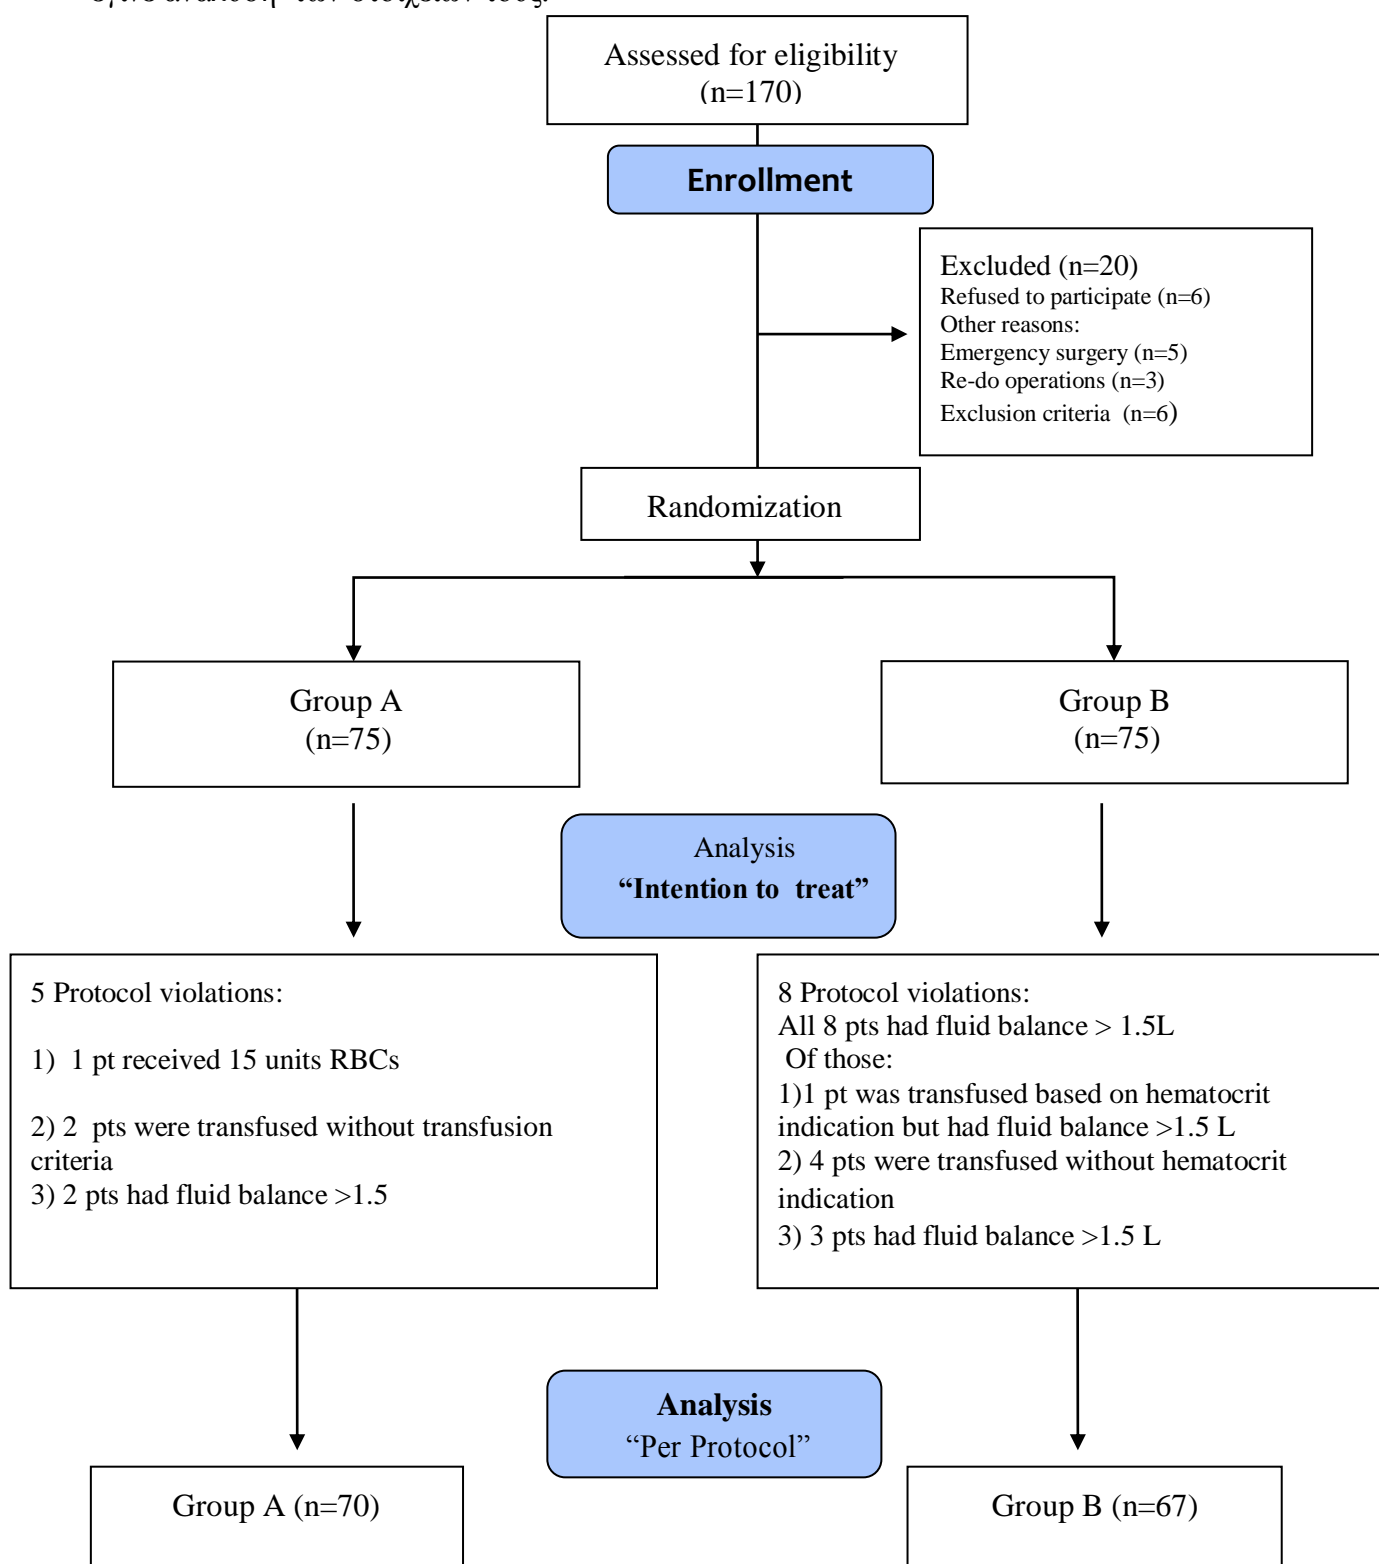 έγινε ανάλυση των στοιχείων τους.
Assessed for eligibility
(n=170)
Enrollment
Excluded (n=20)
Refused to participate (n=6)
Other reasons:
Emergency surgery (n=5)
Re-do operations (n=3)
Exclusion criteria (n=6)
Randomization
Group A
(n=75)
Group B
(n=75)
Analysis
“Intention to treat”
5 Protocol violations:
1) 1 pt received 15 units RBCs
2) 2 pts were transfused without transfusion
criteria
3) 2 pts had fluid balance >1.5
8 Protocol violations:
All 8 pts had fluid balance > 1.5L
Of those:
1)1 pt was transfused based on hematocrit
indication but had fluid balance >1.5 L
2) 4 pts were transfused without hematocrit
indication
3) 3 pts had fluid balance >1.5 L
Analysis
“Per Protocol”
Group A (n=70)
Group B (n=67)